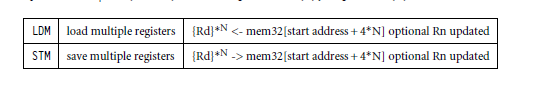 LDM load multiple registers {Rd}*N <- mem32[start address + 4*N] optional Rn updated
STM save multiple registers {Rd}*N -> mem32[start address + 4*N] optional Rn updated